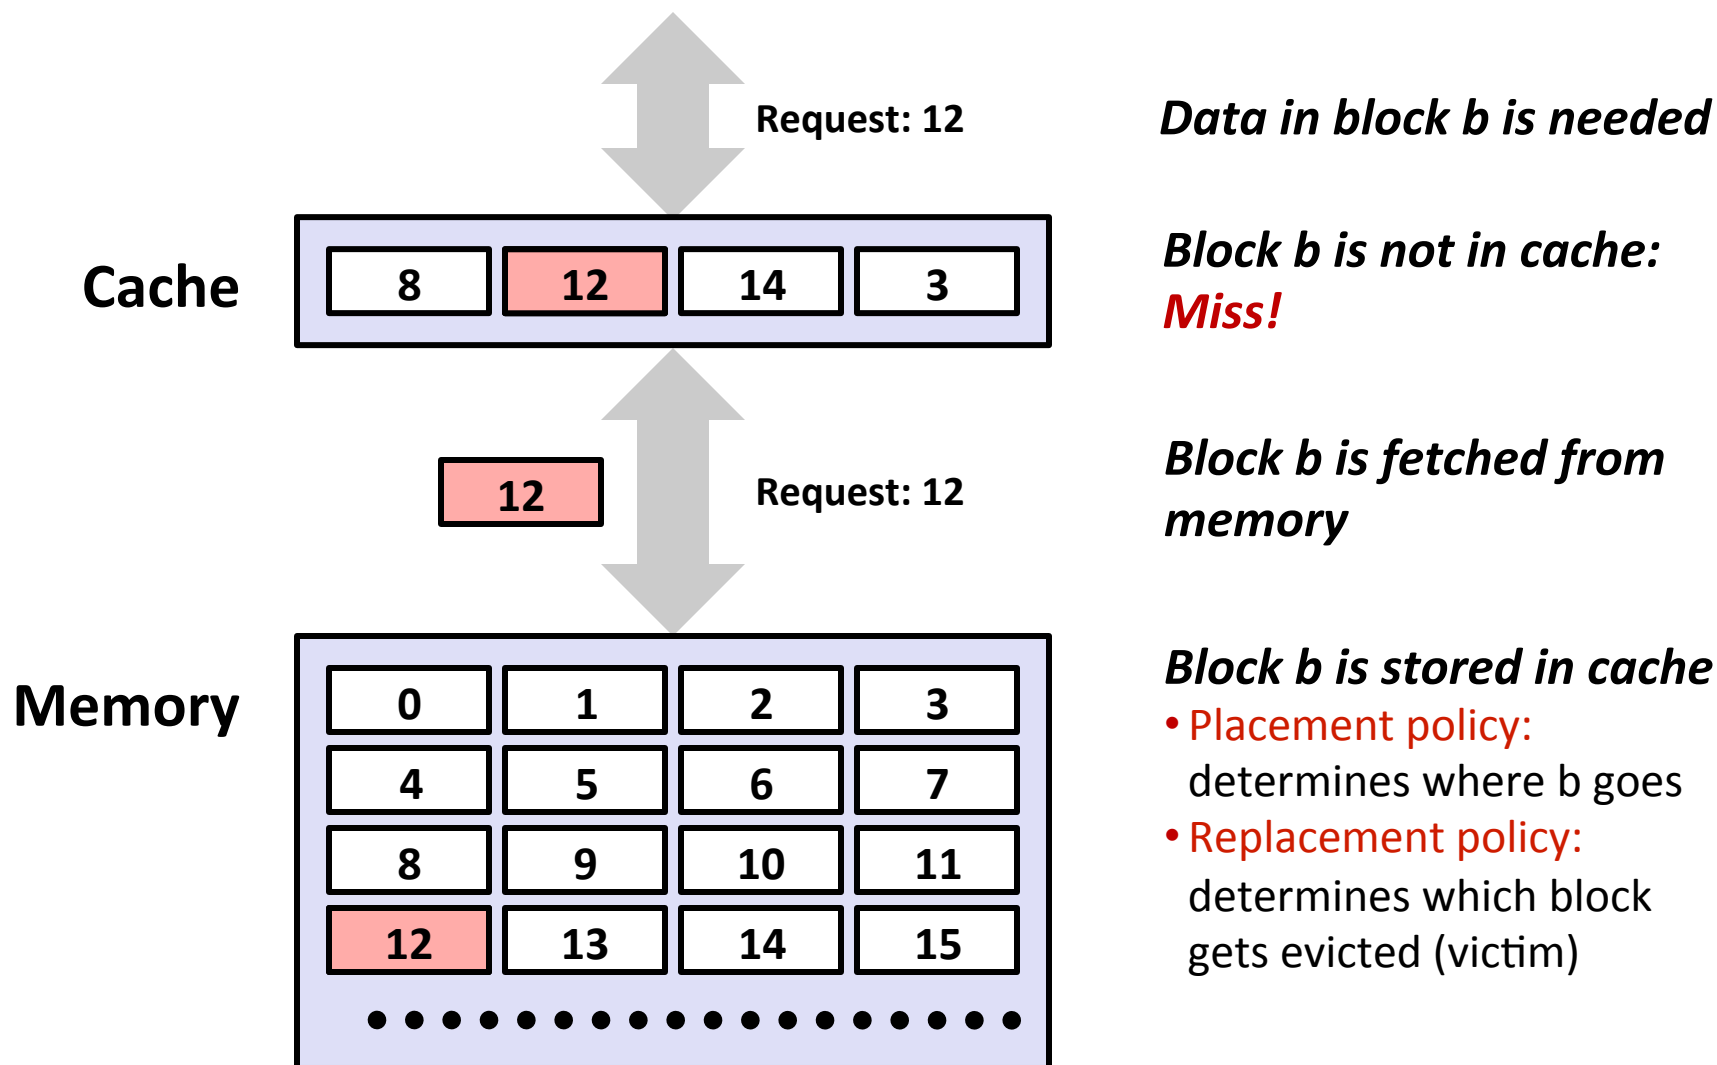 Request: 12
Data in block b is needed
Cache
8 12 14 3
Block b is not in cache:
Miss!
12
Request: 12
Block b is fetched from
memory
Memory
0 1 2 3
4 5 6 7
8 9 10 11
12 13 14 15
Block b is stored in cache
• Placement policy:
determines where b goes
• Replacement policy:
determines which block
gets evicted (victim)